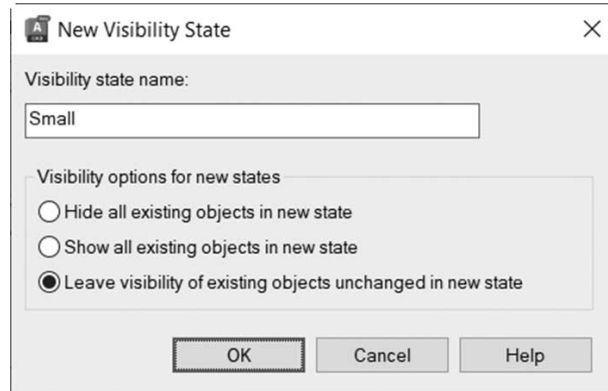 New Visibility State
Visibility state name:
Small
Visibility options for new states
Hide all existing objects in new state
Show all existing objects in new state
Leave visibility of existing objects unchanged in new state
OK Cancel Help